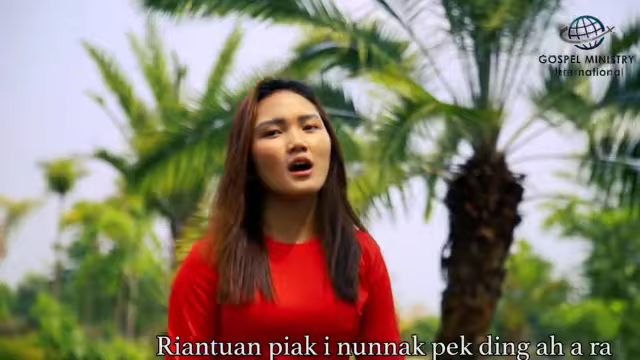 GOSPEL MINISTRY
International
Riantuan piak i nunnak pek ding ah a ra